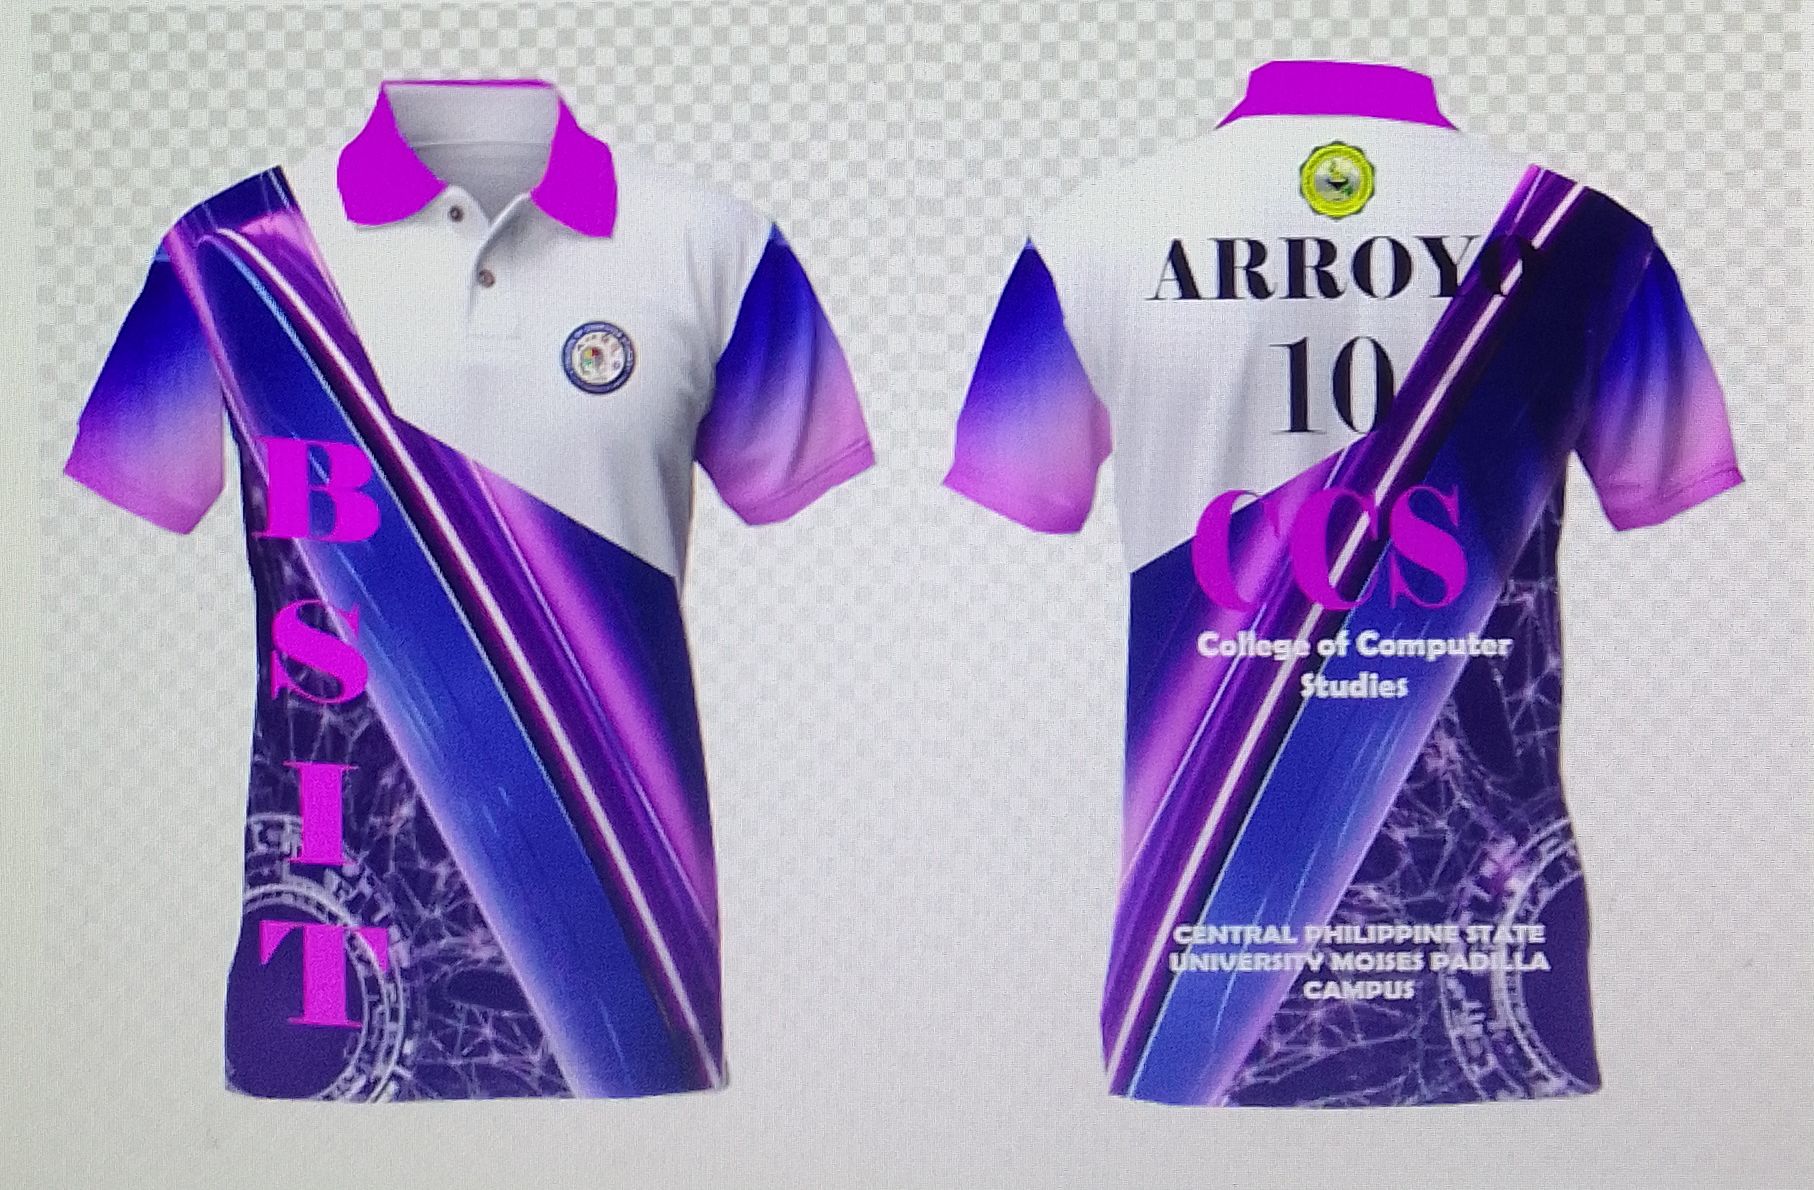 B
S
I
T
ARROYO
10
CCS
College of Computer
Studies
CENTRAL PHILIPPINE STATE
UNIVERSITY MOISES PADILLA
CAMPUS